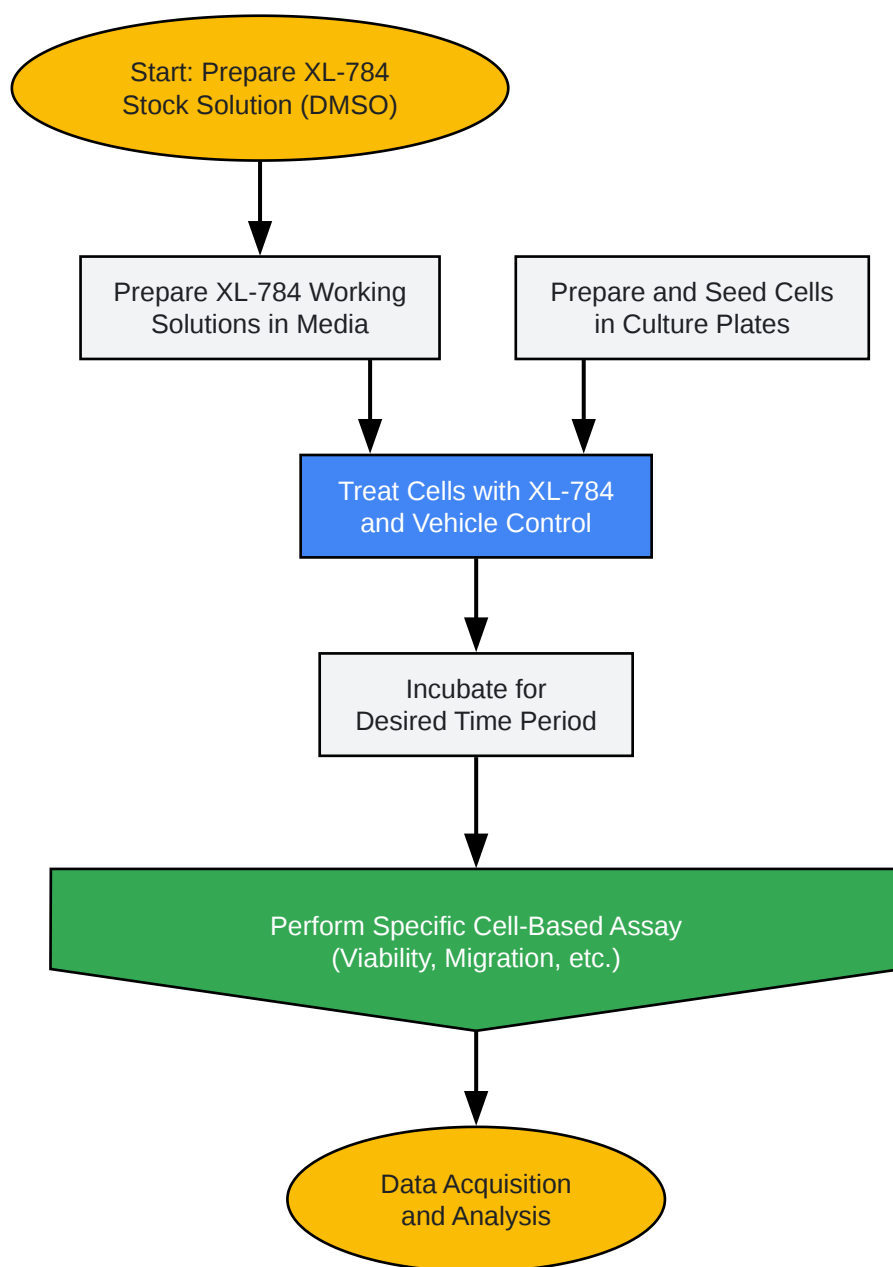 Start: Prepare XL-784
Stock Solution (DMSO)
Prepare XL-784 Working
Solutions in Media
Prepare and Seed Cells
in Culture Plates
Treat Cells with XL-784
and Vehicle Control
Incubate for
Desired Time Period
Perform Specific Cell-Based Assay
(Viability, Migration, etc.)
Data Acquisition
and Analysis